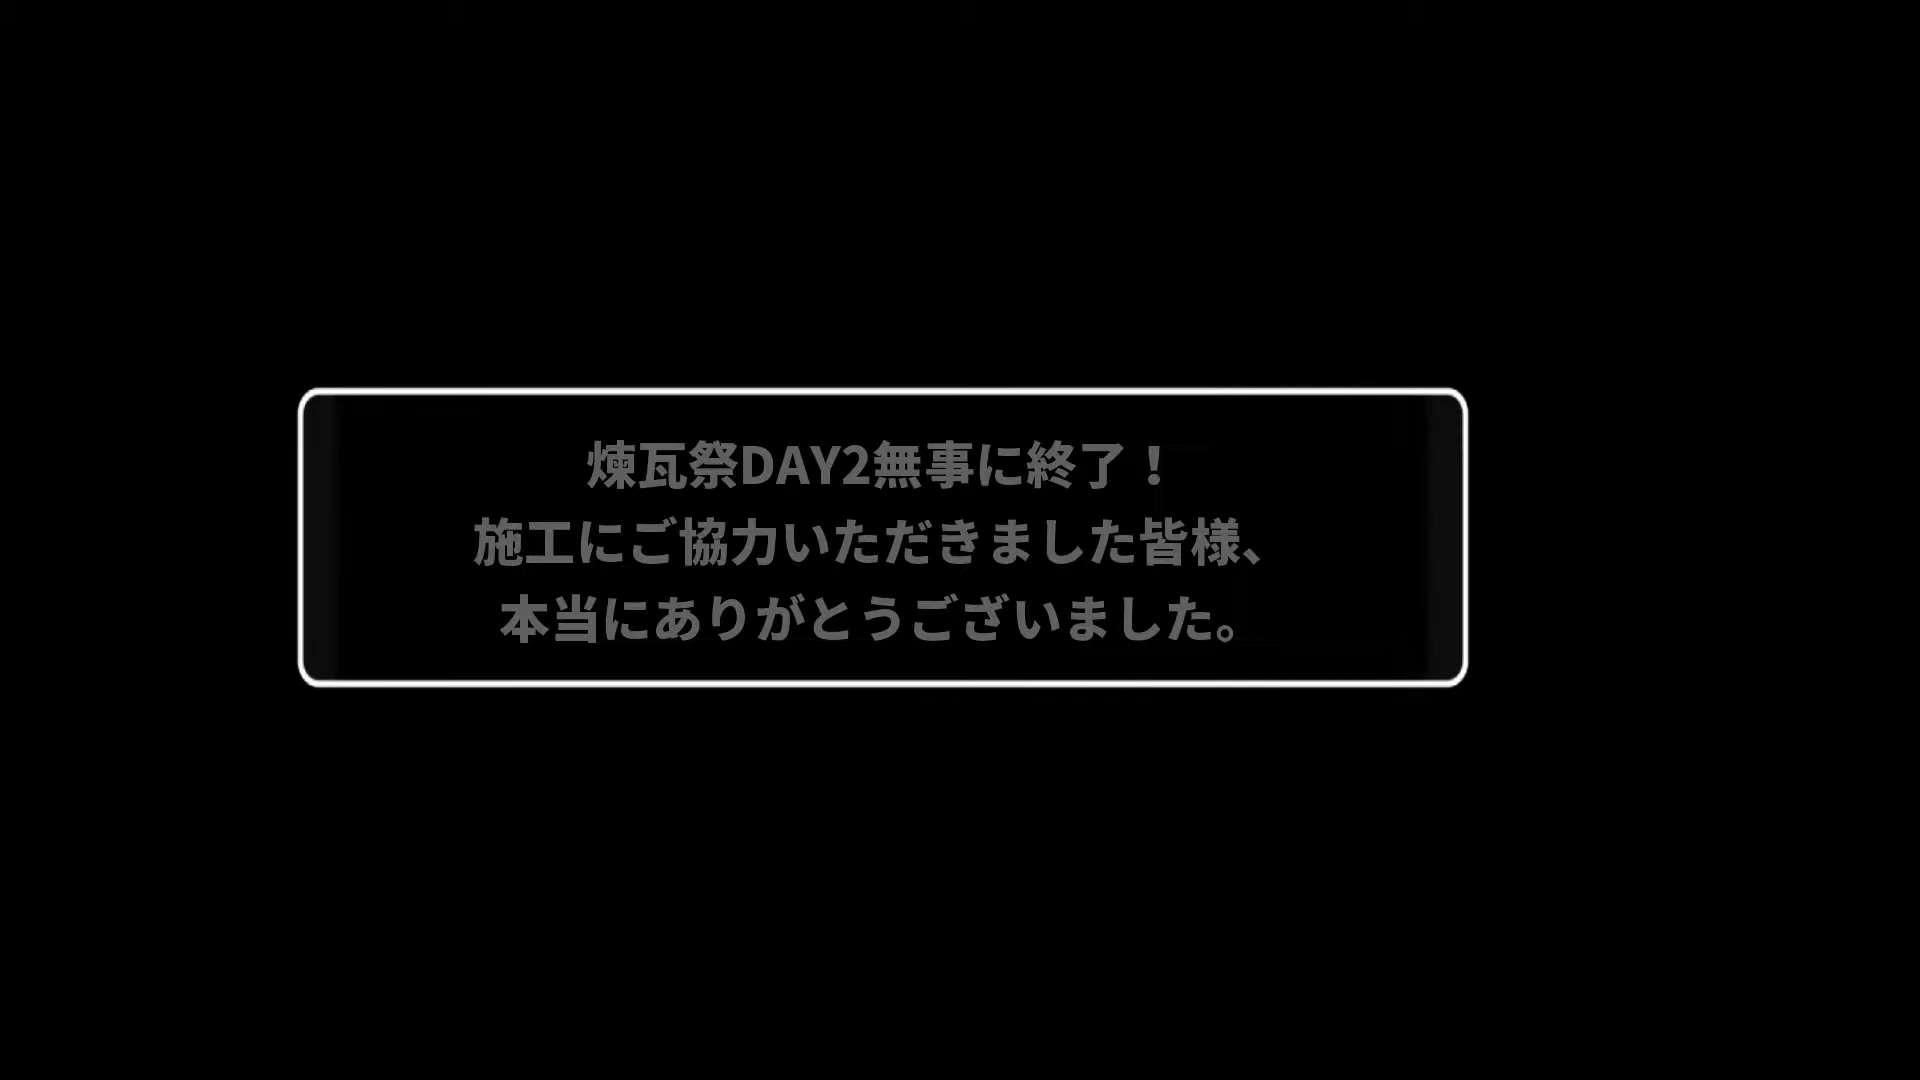 煉瓦祭DAY2無事に終了！
施工にご協力いただきました皆様、
本当にありがとうございました。